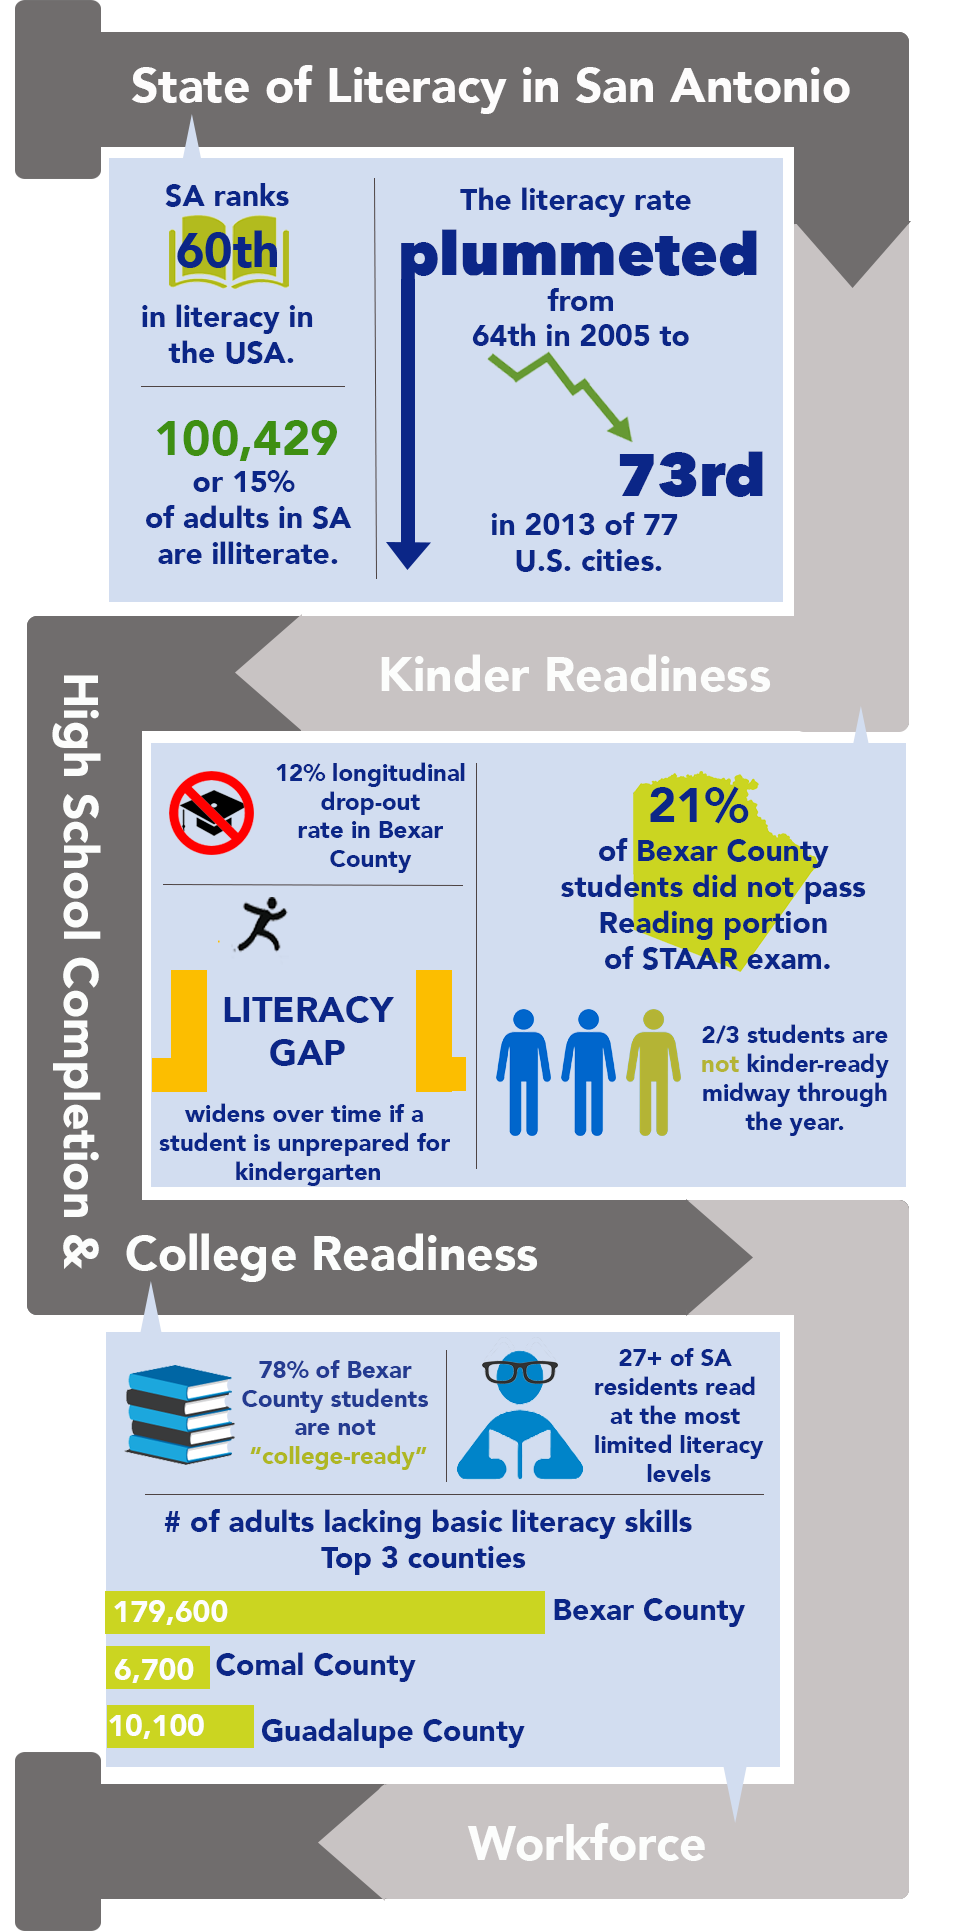 State of Literacy in San Antonio
SA ranks
60th
in literacy in
the USA.
100,429
or 15%
of adults in SA
are illiterate.
The literacy rate
plummeted
from
64th in 2005 to
73rd
in 2013 of 77
U.S. cities.
Kinder Readiness
12% longitudinal
drop-out
rate in Bexar
County
LITERACY
GAP
widens over time if a
student is unprepared for
kindergarten
21%
of Bexar County
students did not pass
Reading portion
of STAAR exam.
2/3 students are
not kinder-ready
midway through
the year.
High School Completion &
College Readiness
78% of Bexar
County students
are not
“college-ready”
27+ of SA
residents read
at the most
limited literacy
levels
# of adults lacking basic literacy skills
Top 3 counties
179,600 Bexar County
6,700 Comal County
10,100 Guadalupe County
Workforce